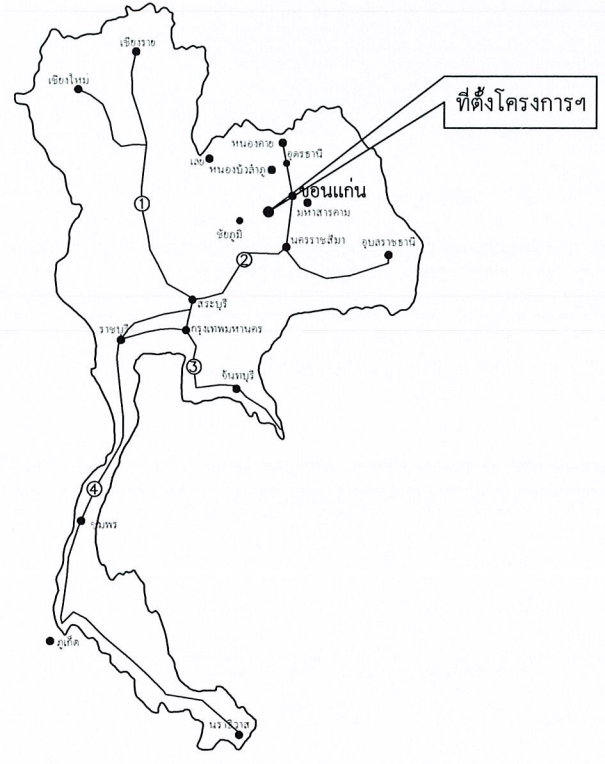 เชียงราย
เชียงใหม่
ที่ตั้งโครงการฯ
หนองคาย
อุดรธานี
เลย
หนองบัวลำภู
ขอนแก่น
มหาสารคาม
1
ชัยภูมิ
นครราชสีมา
อุบลราชธานี
2
สระบุรี
ราชบุรี
กรุงเทพมหานคร
3
จันทบุรี
4
ชุมพร
ภูเก็ต
นราธิวาส